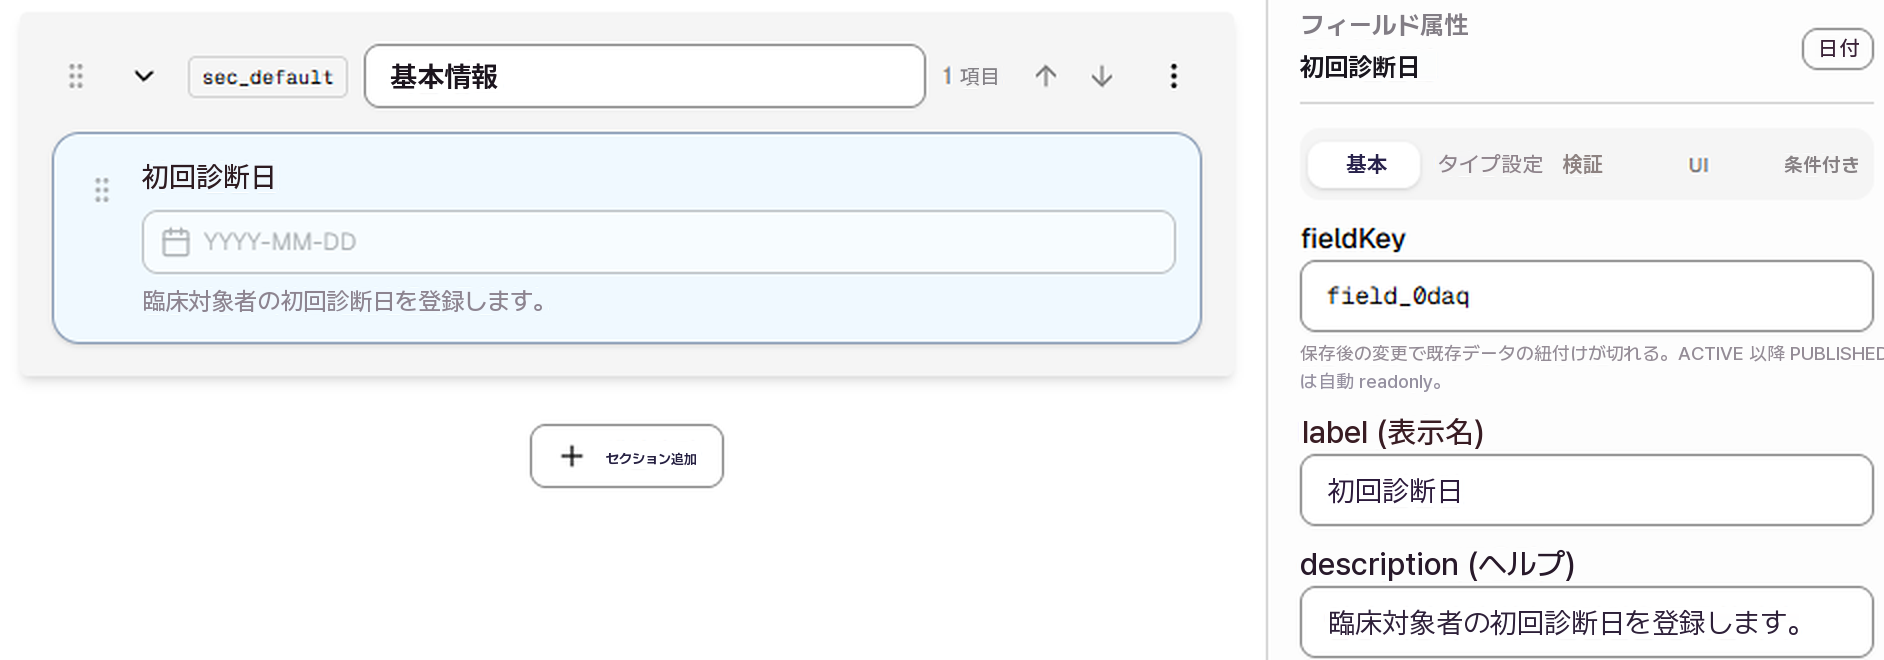 sec_default
基本情報
1 項目
初回診断日
YYYY-MM-DD
臨床対象者の初回診断日を登録します。
セクション追加
フィールド属性
初回診断日
日付
基本 タイプ設定 検証 UI 条件付き
fieldKey
field_0daq
保存後の変更で既存データの紐付けが切れる。ACTIVE 以降 PUBLISHED
は自動 readonly。
label (表示名)
初回診断日
description (ヘルプ)
臨床対象者の初回診断日を登録します。